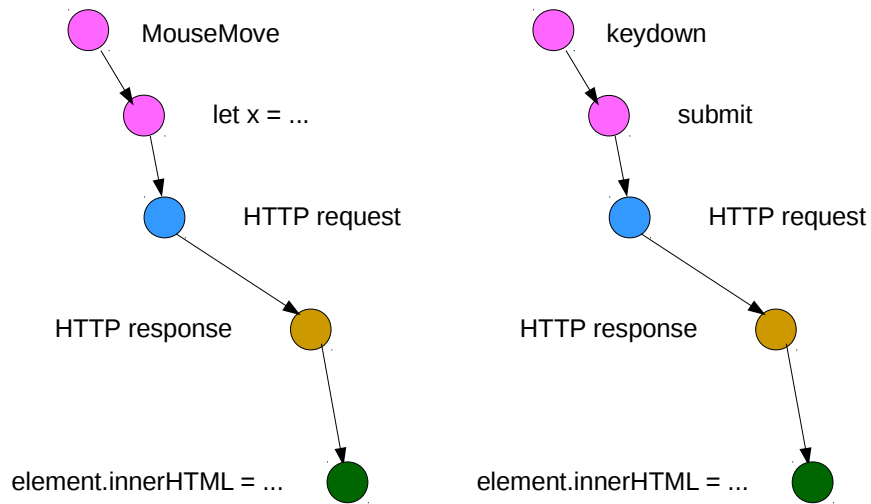 MouseMove
let x = ...
HTTP request
HTTP response
element.innerHTML = ...
keydown
submit
HTTP request
HTTP response
element.innerHTML = ...